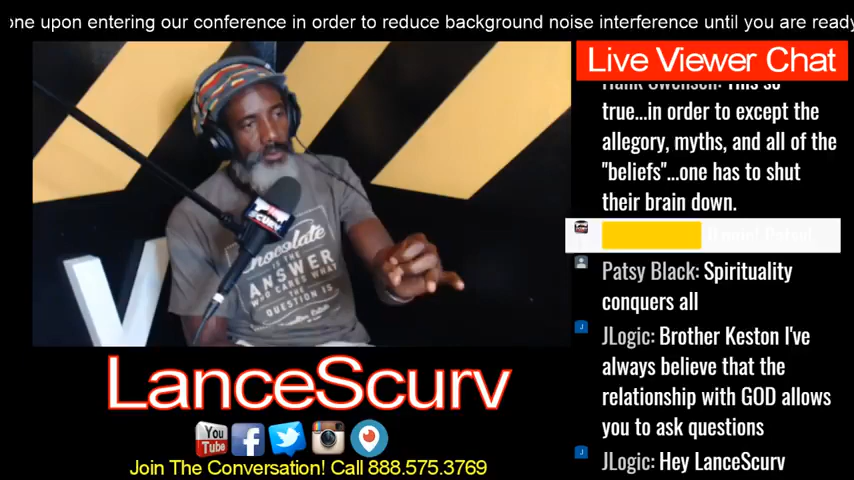 one upon entering our conference in order to reduce background noise interference until you are ready
Live Viewer Chat
true...in order to except the
allegory, myths, and all of the
"beliefs"...one has to shut
their brain down.
Patsy Black: Spirituality
conquers all
JLogic: Brother Keston I've
always believe that the
relationship with GOD allows
you to ask questions
JLogic: Hey LanceScurv
SCURV
Chocolate
IS THE
ANSWER
WHO CARES WHAT
THE
QUESTION IS
LanceScurv
You
Tube
Join The Conversation! Call 888.575.3769